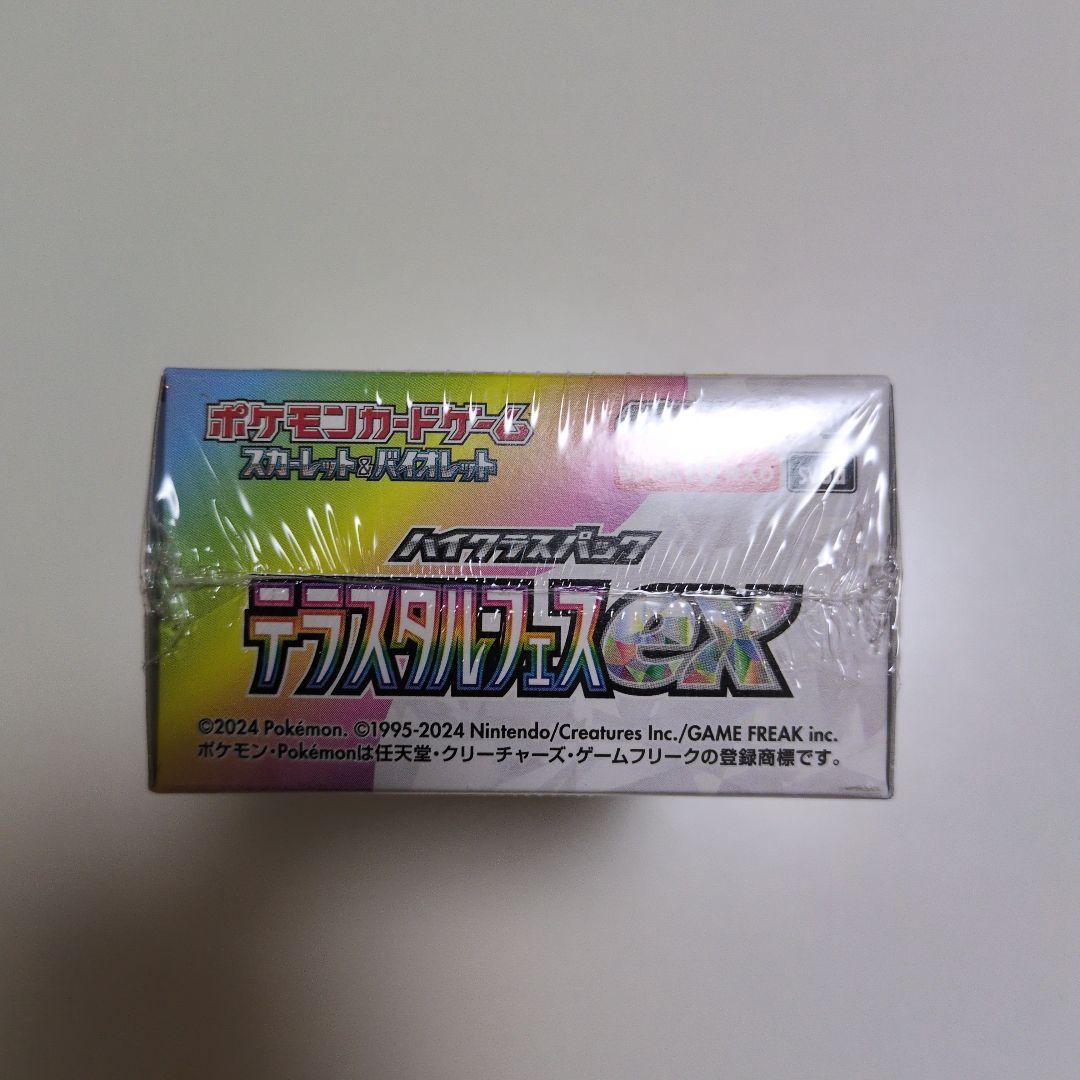 ポケモンカードゲーム
スカーレット&バイオレット
ハイクラスパック
テラスタル・フェスex
©2024 Pokémon. ©1995-2024 Nintendo/Creatures Inc./GAME FREAK inc.
ポケモン・Pokémonは任天堂・クリーチャーズ・ゲームフリークの登録商標です。